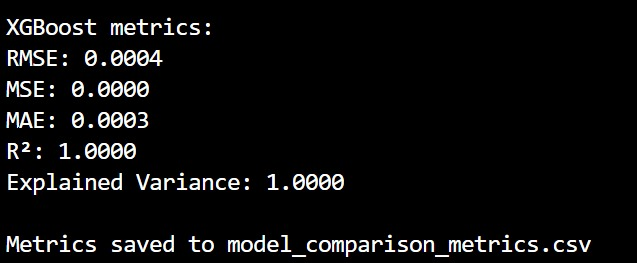 XGBoost metrics:
RMSE: 0.0004
MSE: 0.0000
MAE: 0.0003
R²: 1.0000
Explained Variance: 1.0000
Metrics saved to model_comparison_metrics.csv